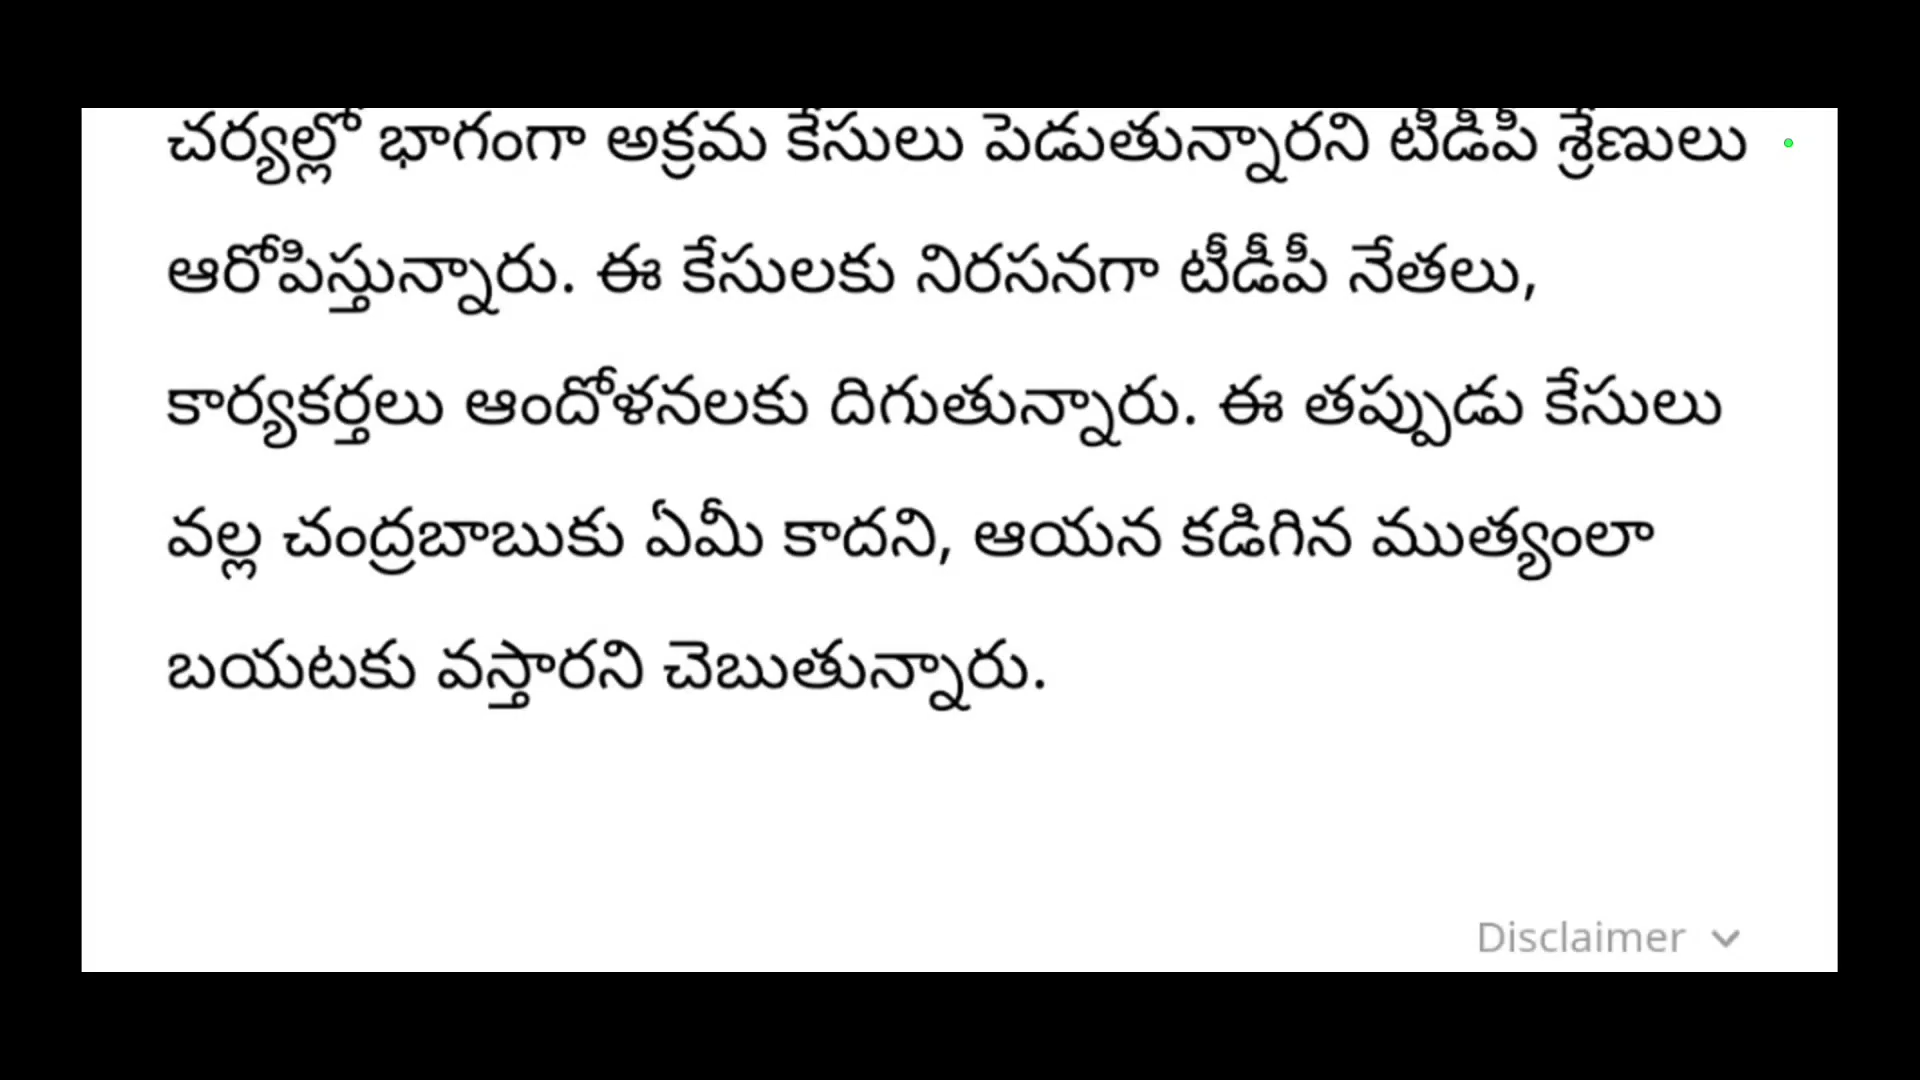 చర్యల్లో భాగంగా అక్రమ కేసులు పెడుతున్నారని టీడీపీ శ్రేణులు
ఆరోపిస్తున్నారు. ఈ కేసులకు నిరసనగా టీడీపీ నేతలు,
కార్యకర్తలు ఆందోళనలకు దిగుతున్నారు. ఈ తప్పుడు కేసులు
వల్ల చంద్రబాబుకు ఏమీ కాదని, ఆయన కడిగిన ముత్యంలా
బయటకు వస్తారని చెబుతున్నారు.
Disclaimer